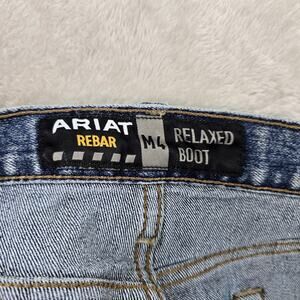 ARIAT
REBAR
M4
RELAXED
BOOT